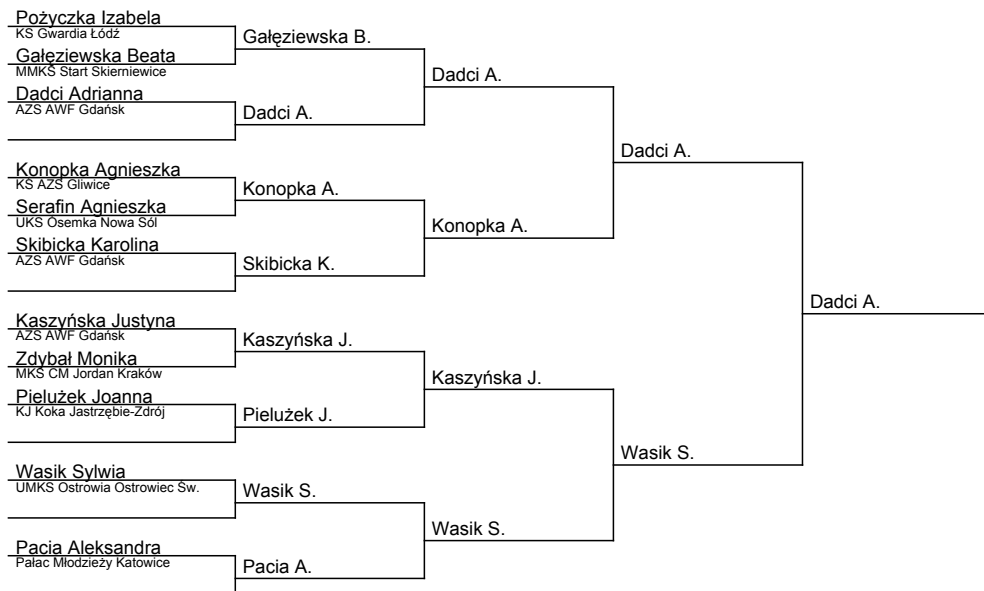 Pożyczka Izabela
KS Gwardia Łódź
Gałęziewska Beata
MMKS Start Skierniewice
Dadci Adrianna
AZS AWF Gdańsk
Konopka Agnieszka
KS AZS Gliwice
Serafin Agnieszka
UKS Ósemka Nowa Sól
Skibicka Karolina
AZS AWF Gdańsk
Kaszyńska Justyna
AZS AWF Gdańsk
Zdybał Monika
MKS CM Jordan Kraków
Pielużek Joanna
KJ Koka Jastrzębie-Zdrój
Wasik Sylwia
UMKS Ostrowia Ostrowiec Św.
Pacia Aleksandra
Pałac Młodzieży Katowice
Gałęziewska B.
Dadci A.
Konopka A.
Skibicka K.
Kaszyńska J.
Pielużek J.
Wasik S.
Pacia A.
Dadci A.
Konopka A.
Kaszyńska J.
Wasik S.
Dadci A.
Wasik S.
Dadci A.